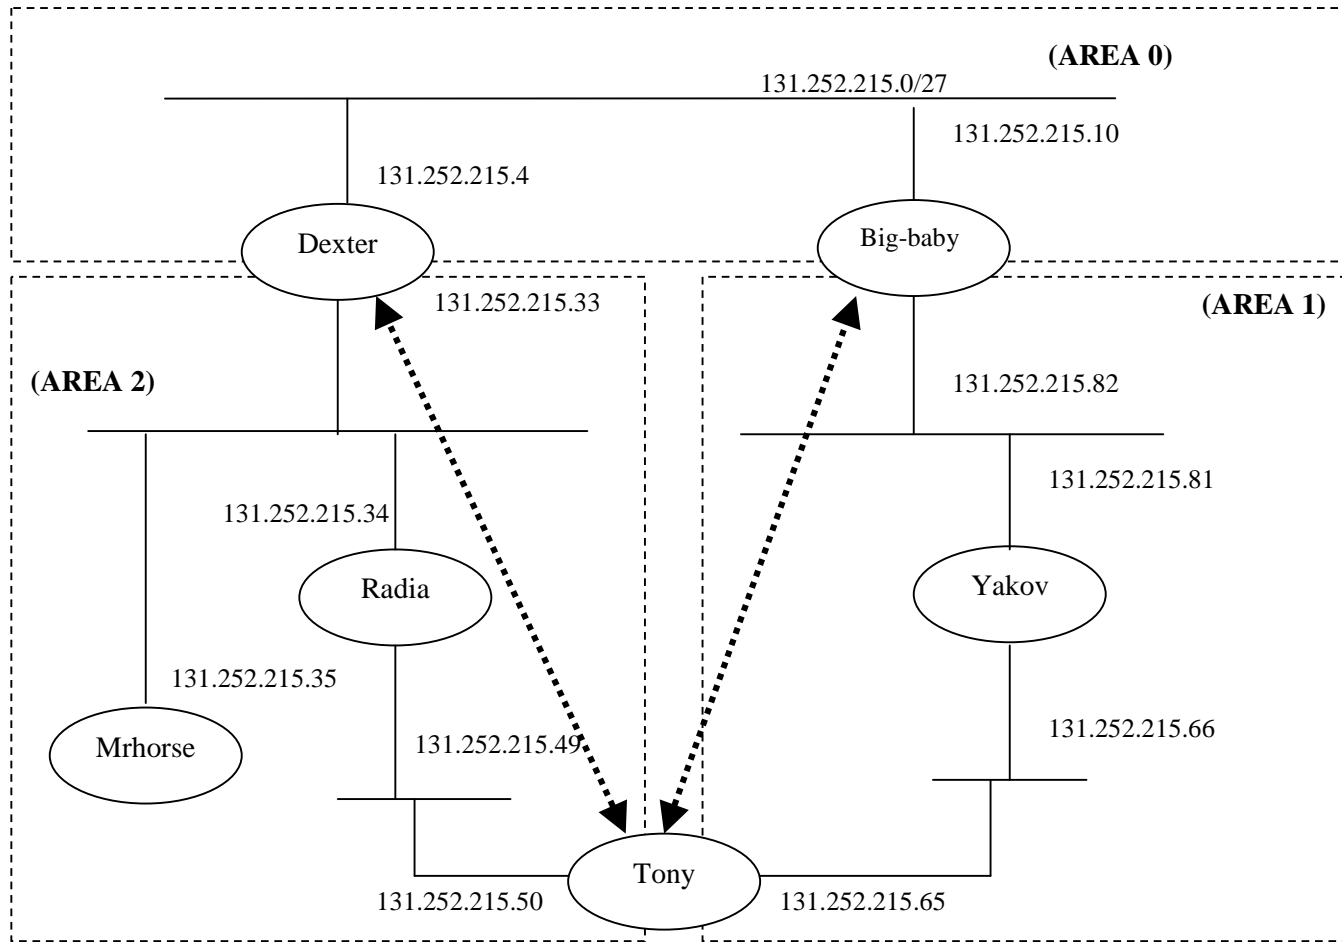 (AREA 0)
131.252.215.0/27
131.252.215.10
131.252.215.4
Dexter
Big-baby
131.252.215.33
(AREA 1)
(AREA 2)
131.252.215.82
131.252.215.81
131.252.215.34
Radia
Yakov
131.252.215.35
Mrhorse
131.252.215.49
131.252.215.66
Tony
131.252.215.50
131.252.215.65